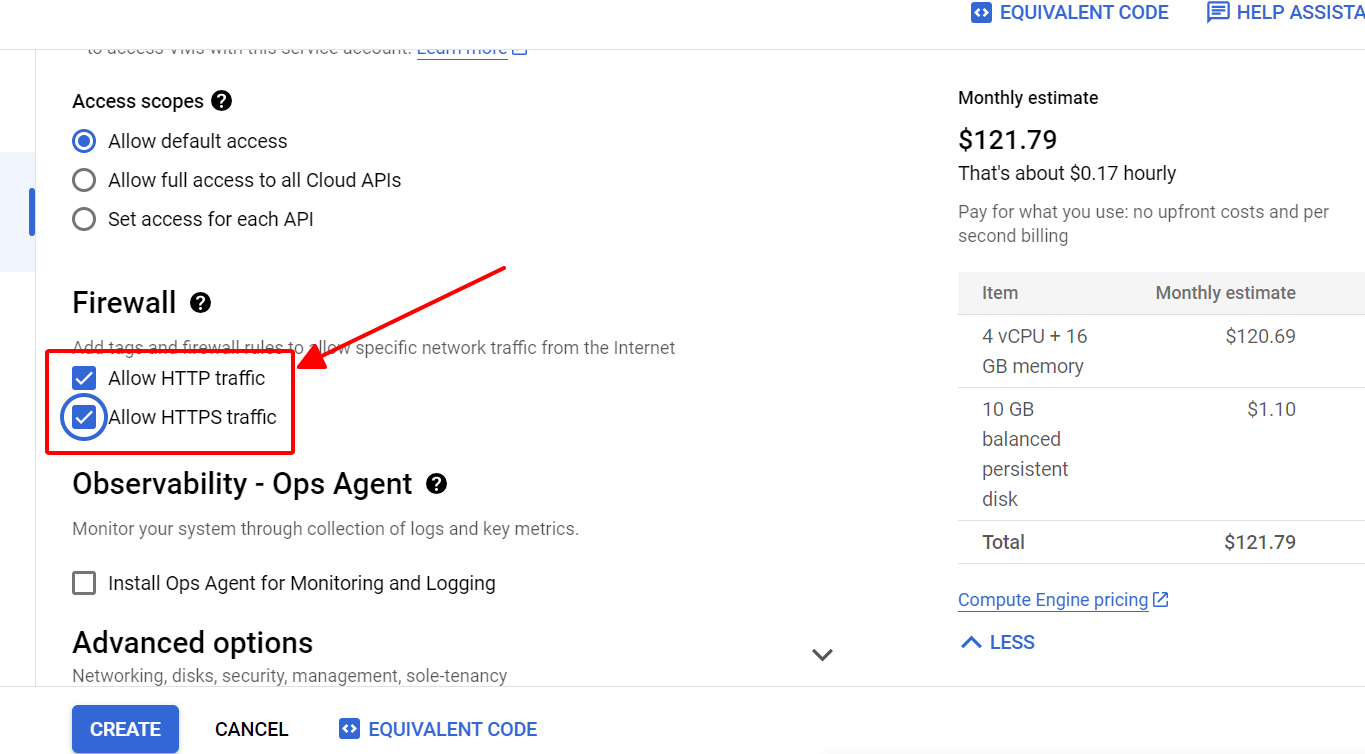 EQUIVALENT CODE
HELP ASSISTA
to access VMs with this service account. Learn more
Access scopes
Allow default access
Allow full access to all Cloud APIs
Set access for each API
Firewall
Add tags and firewall rules to allow specific network traffic from the Internet
Allow HTTP traffic
Allow HTTPS traffic
Observability - Ops Agent
Monitor your system through collection of logs and key metrics.
Install Ops Agent for Monitoring and Logging
Advanced options
Networking, disks, security, management, sole-tenancy
CREATE
CANCEL
EQUIVALENT CODE
Monthly estimate
$121.79
That's about $0.17 hourly
Pay for what you use: no upfront costs and per
second billing
Item Monthly estimate
4 vCPU + 16 $120.69
GB memory
10 GB $1.10
balanced
persistent
disk
Total $121.79
Compute Engine pricing
LESS